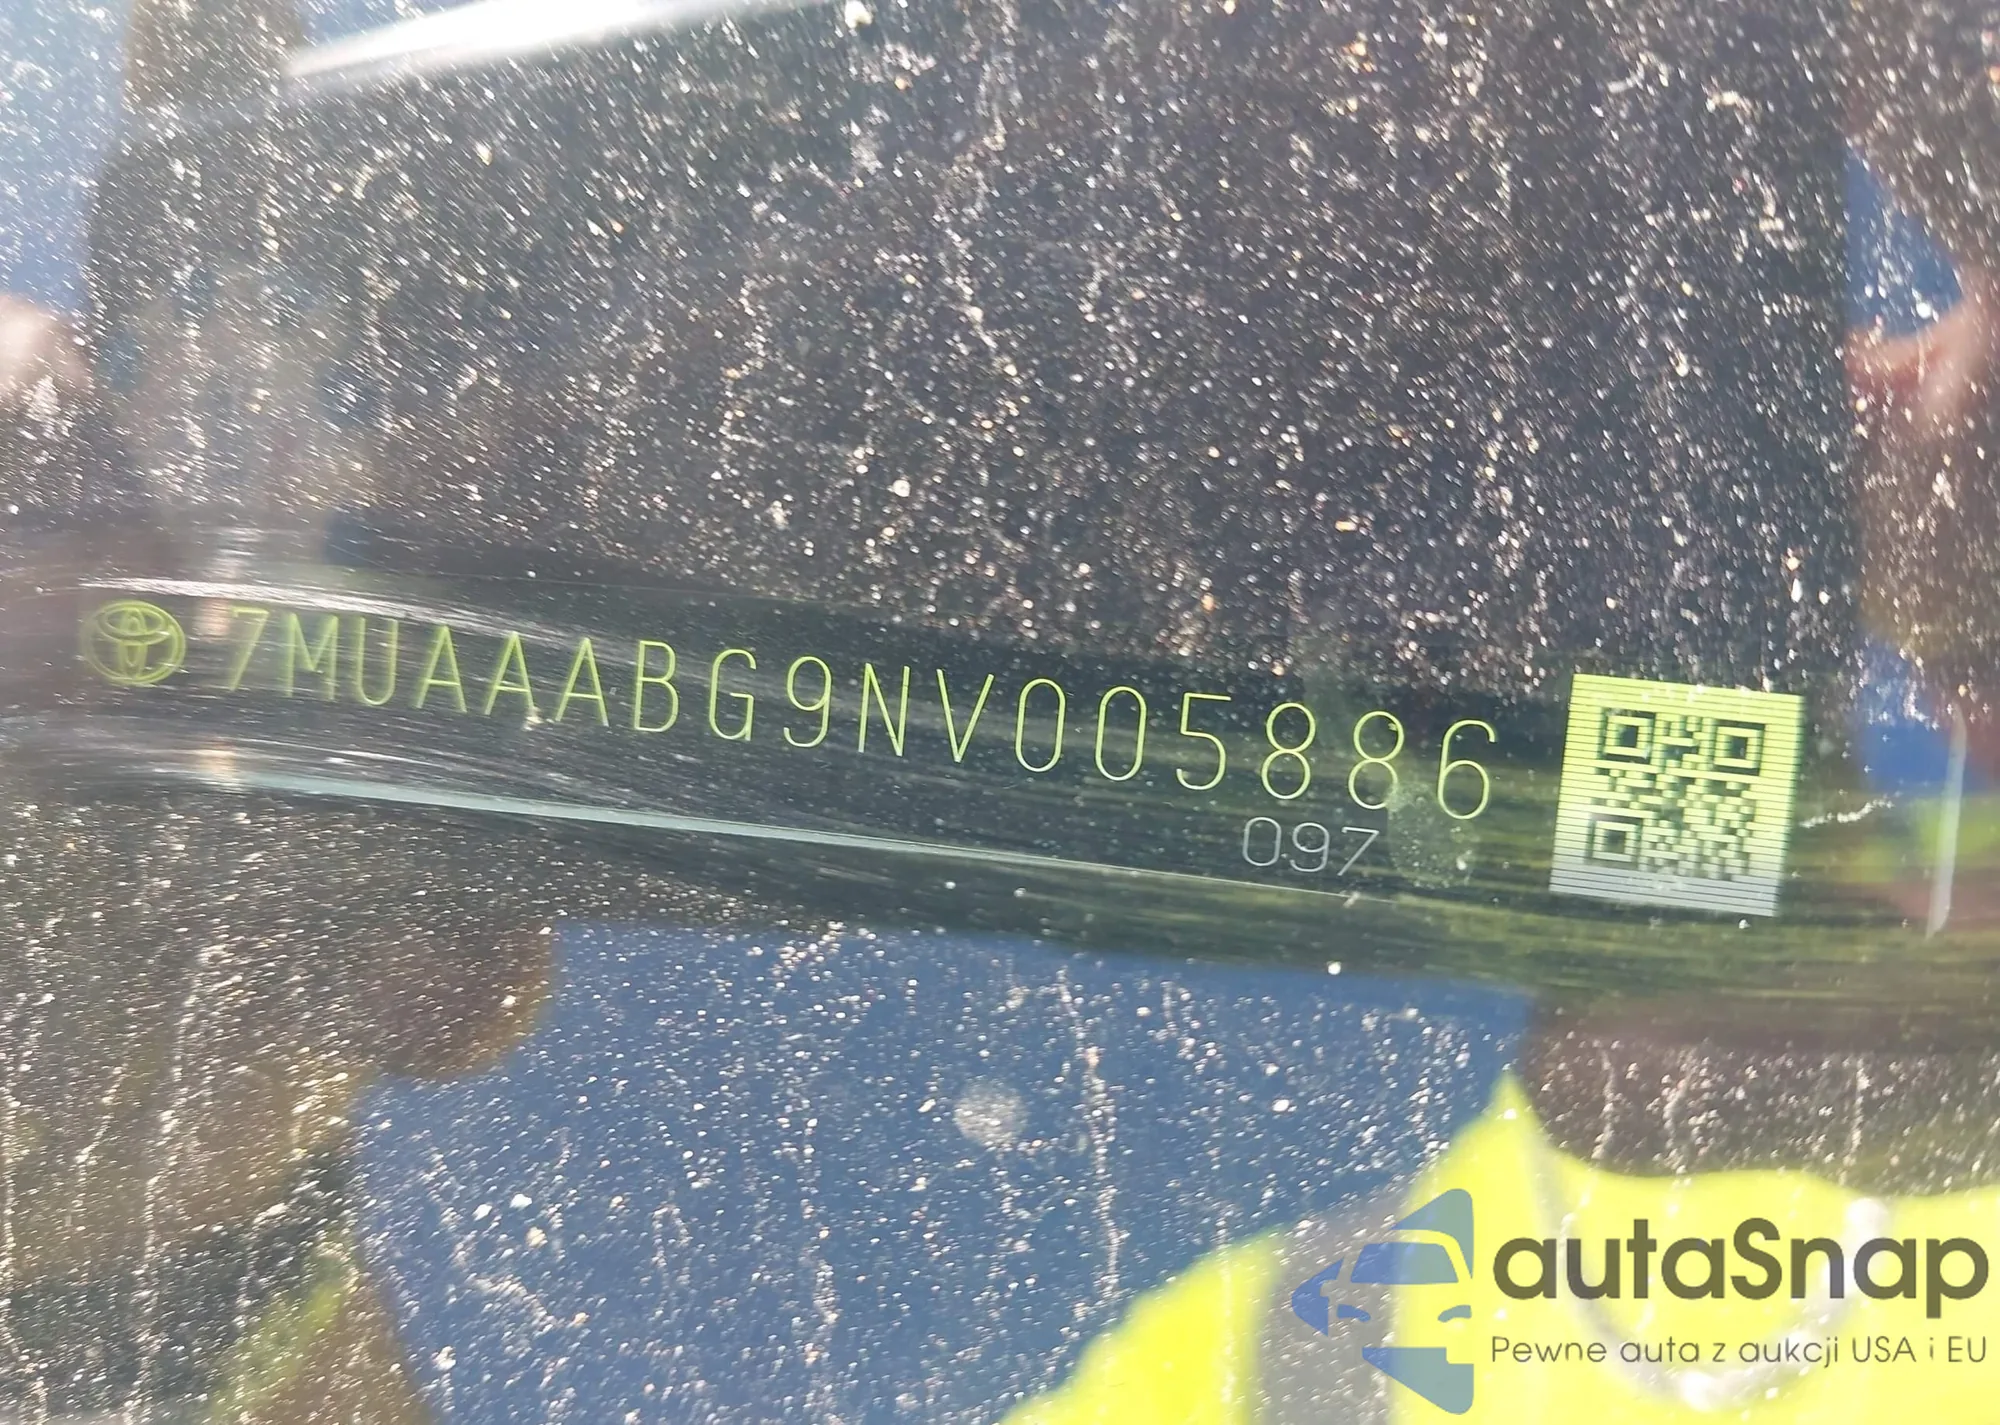 7MUAAABG9NV005886
097
autaSnap
Pewne auta z aukcji USA i EU